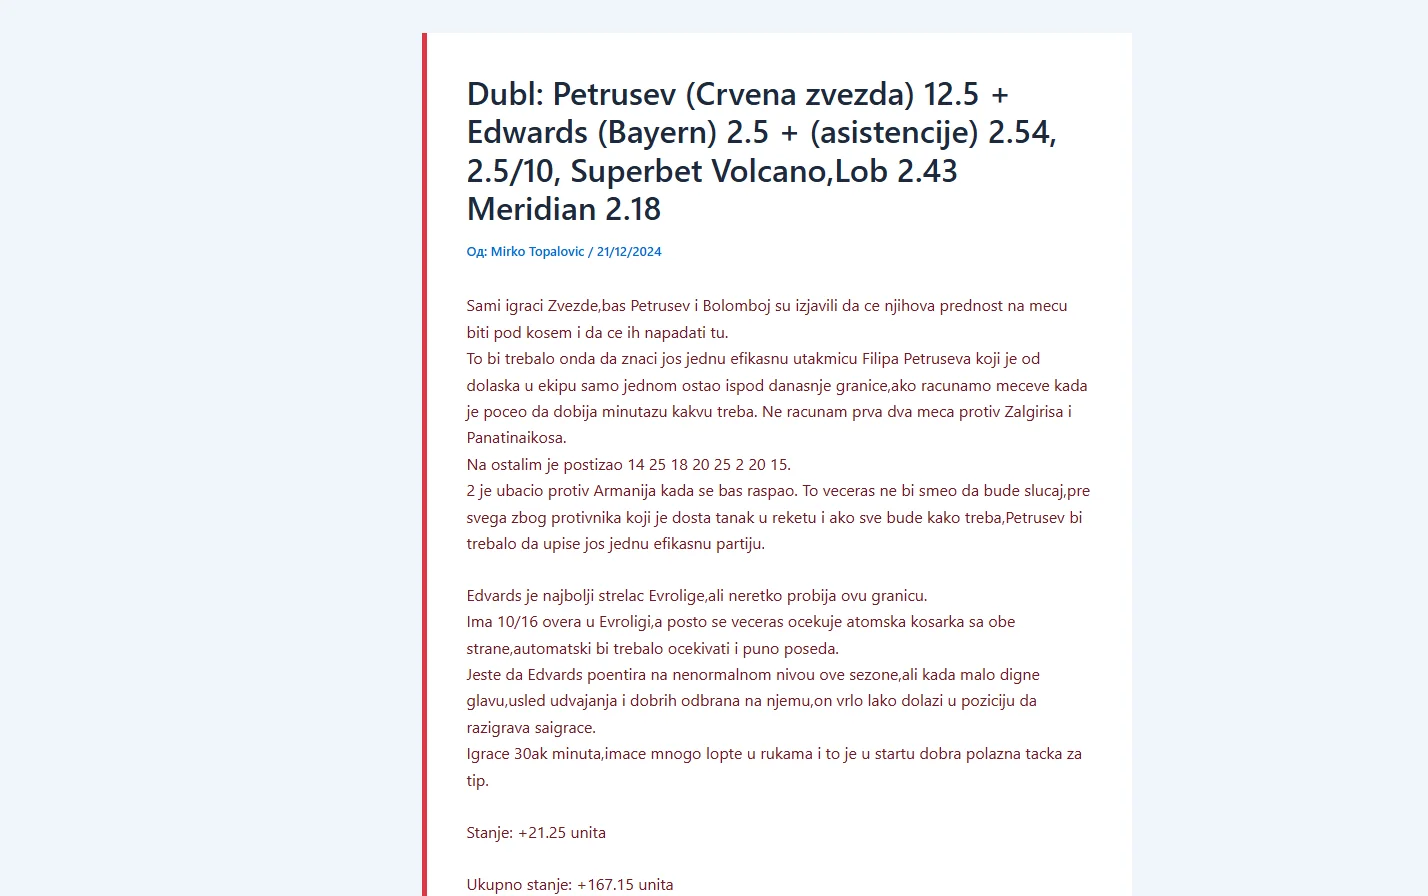 Dubl: Petrusev (Crvena zvezda) 12.5 +
Edwards (Bayern) 2.5 + (asistencije) 2.54,
2.5/10, Superbet Volcano,Lob 2.43
Meridian 2.18
Од: Mirko Topalovic / 21/12/2024
Sami igraci Zvezde,bas Petrusev i Bolomboj su izjavili da ce njihova prednost na mecu
biti pod kosem i da ce ih napadati tu.
To bi trebalo onda da znaci jos jednu efikasnu utakmicu Filipa Petruseva koji je od
dolaska u ekipu samo jednom ostao ispod danasnje granice,ako racunamo meceve kada
je poceo da dobija minutazu kakvu treba. Ne racunam prva dva meca protiv Zalgirisa i
Panatinaikosa.
Na ostalim je postizao 14 25 18 20 25 2 20 15.
2 je ubacio protiv Armanija kada se bas raspao. To veceras ne bi smeo da bude slucaj,pre
svega zbog protivnika koji je dosta tanak u reketu i ako sve bude kako treba,Petrusev bi
trebalo da upise jos jednu efikasnu partiju.
Edvards je najbolji strelac Evrolige,ali neretko probija ovu granicu.
Ima 10/16 overa u Evroligi,a posto se veceras ocekuje atomska kosarka sa obe
strane,automatski bi trebalo ocekivati i puno poseda.
Jeste da Edvards poentira na nenormalnom nivou ove sezone,ali kada malo digne
glavu,usled udvajanja i dobrih odbrana na njemu,on vrlo lako dolazi u poziciju da
razigrava saigrace.
Igrace 30ak minuta,imace mnogo lopte u rukama i to je u startu dobra polazna tacka za
tip.
Stanje: +21.25 unita
Ukupno stanje: +167.15 unita